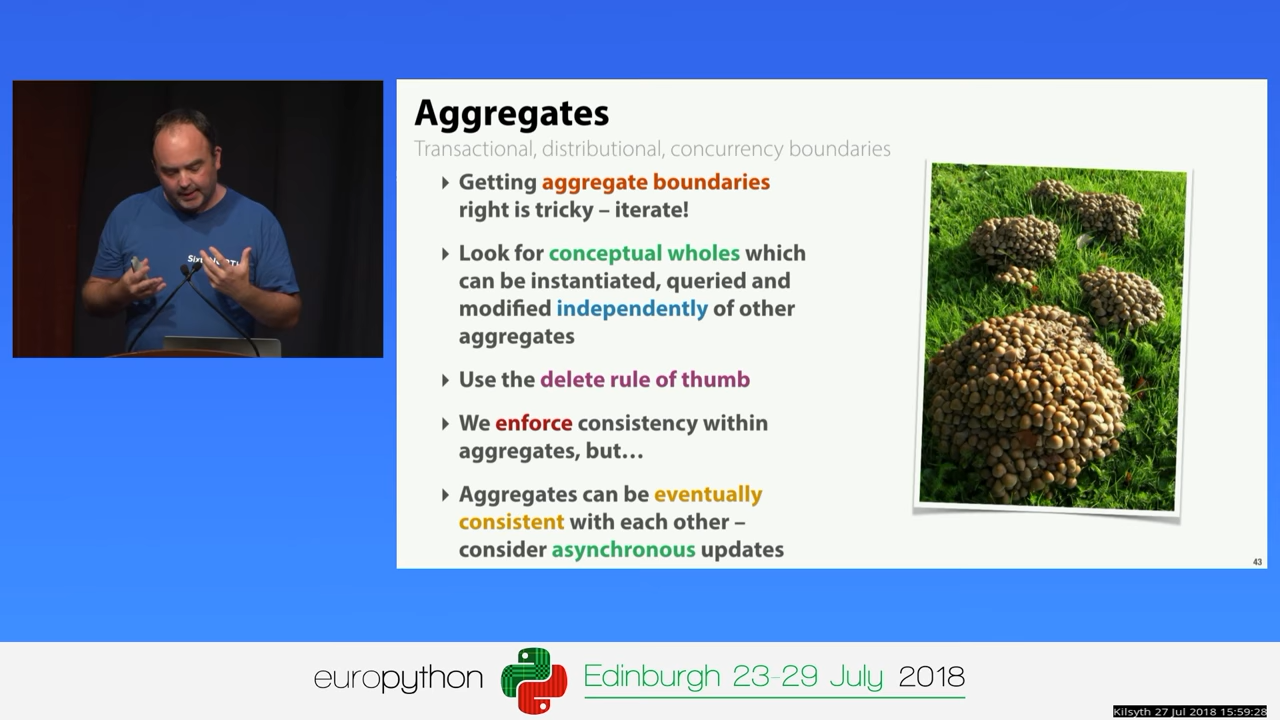 Aggregates
Transactional, distributional, concurrency boundaries
Getting aggregate boundaries
right is tricky – iterate!
Look for conceptual wholes which
can be instantiated, queried and
modified independently of other
aggregates
Use the delete rule of thumb
We enforce consistency within
aggregates, but…
Aggregates can be eventually
consistent with each other –
consider asynchronous updates
43
europython
Edinburgh 23-29 July 2018
Kilsyth 27 Jul 2018 15:59:28